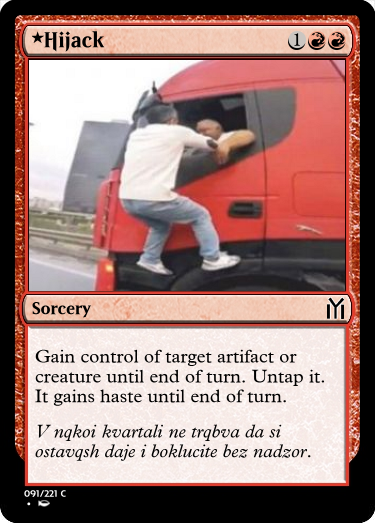 ★Hijack 1
Sorcery
Gain control of target artifact or
creature until end of turn. Untap it.
It gains haste until end of turn.
V nqkoi kvartali ne trqbva da si
ostavqsh daje i boklucite bez nadzor.
091/221 C